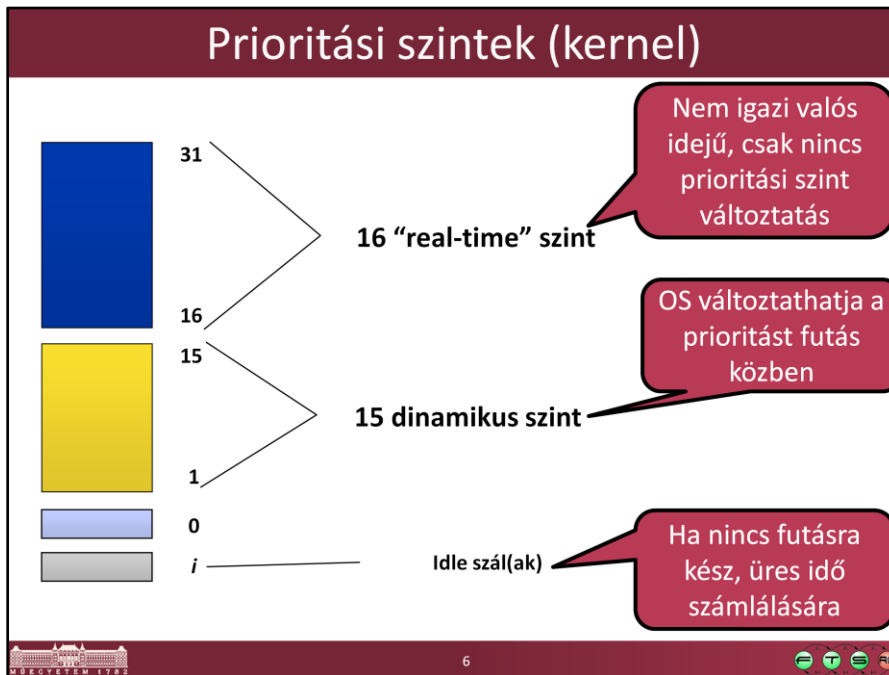 Prioritási szintek (kernel)
Nem igazi valós
idejű, csak nincs
prioritási szint
változtatás
31
16 “real-time” szint
16
15
OS változtathatja a
prioritást futás
közben
15 dinamikus szint
1
0
i
Idle szál(ak)
Ha nincs futásra
kész, üres idő
számlálására
MŰEGYETEM 1782
6
F T S R